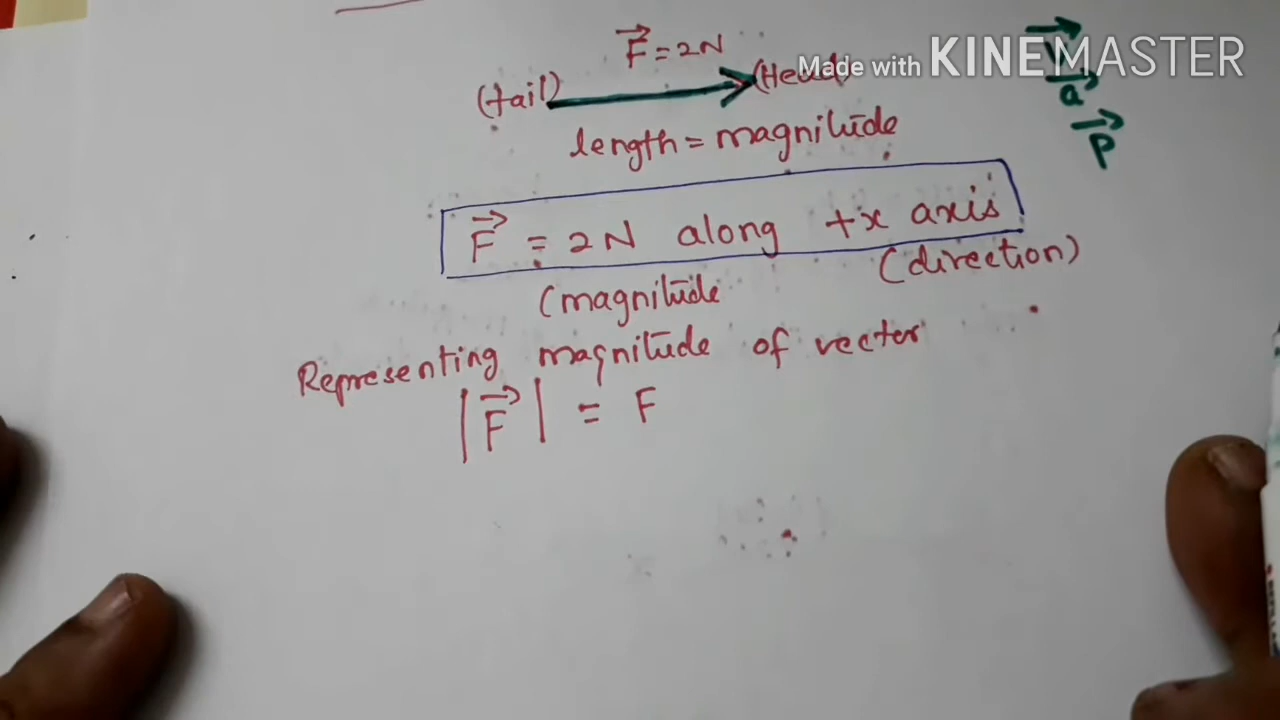 F⃗ = 2N
(tail) (Head)
Made with KINEMASTER
a⃗
P⃗
length = magnitude
F⃗ = 2N along +x axis
(magnitude (direction)
Representing magnitude of vector
|F⃗| = F